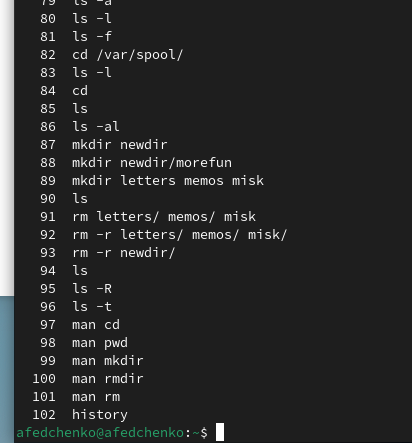 79 ls -a
80 ls -l
81 ls -f
82 cd /var/spool/
83 ls -l
84 cd
85 ls
86 ls -al
87 mkdir newdir
88 mkdir newdir/morefun
89 mkdir letters memos misk
90 ls
91 rm letters/ memos/ misk
92 rm -r letters/ memos/ misk/
93 rm -r newdir/
94 ls
95 ls -R
96 ls -t
97 man cd
98 man pwd
99 man mkdir
100 man rmdir
101 man rm
102 history
afedchenko@afedchenko:~$